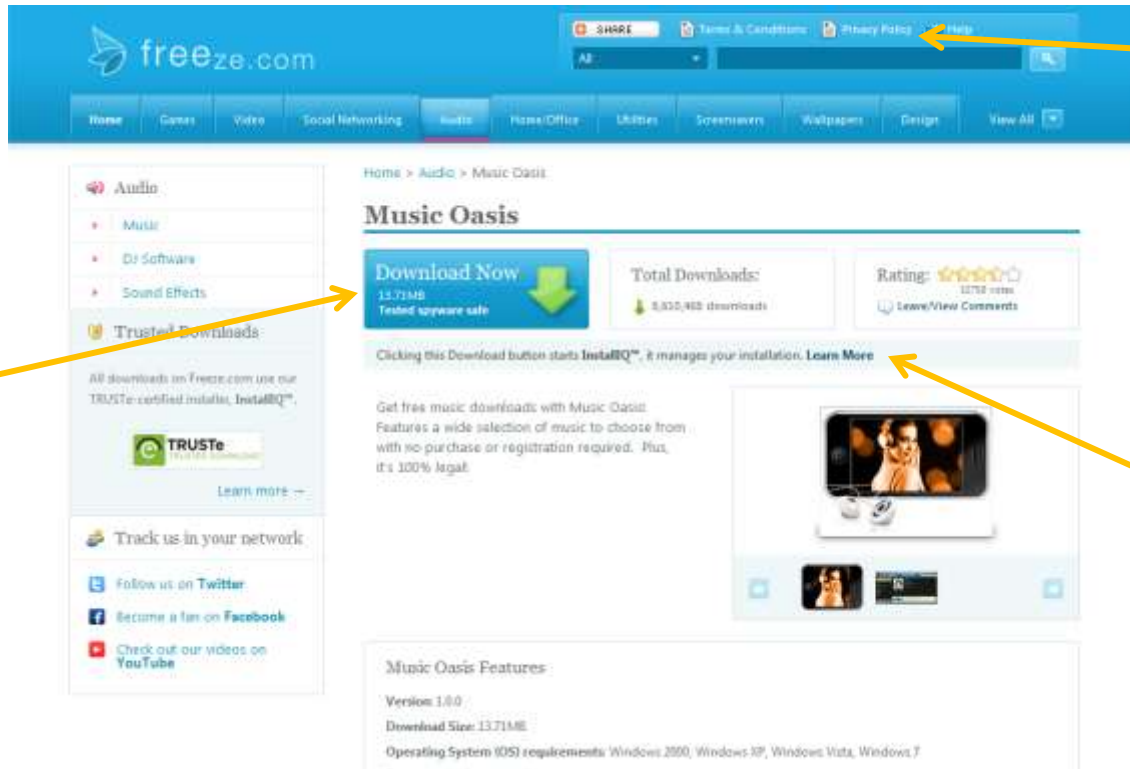 freeze.com
SHARE Terms & Conditions Privacy Policy Help
All
Home Games Video Social Networking Audio Home/Office Utilities Screensavers Wallpapers Design View All
Home > Audio > Music Oasis
Audio
Music
DJ Software
Sound Effects
Trusted Downloads
All downloads on Freeze.com use our
TRUSTe-certified installer, InstallIQ™.
TRUSTe
Learn more →
Track us in your network
Follow us on Twitter
Become a fan on Facebook
Check out our videos on
YouTube
Music Oasis
Download Now
13.71MB
Tested spyware safe
Total Downloads:
downloads
Rating:
votes
Leave/View Comments
Clicking this Download button starts InstallIQ™, it manages your installation. Learn More
Get free music downloads with Music Oasis!
Features a wide selection of music to choose from
with no purchase or registration required. Plus,
it's 100% legal!
Music Oasis Features
Version: 1.0.0
Download Size: 13.71MB
Operating System (OS) requirements: Windows 2000, Windows XP, Windows Vista, Windows 7